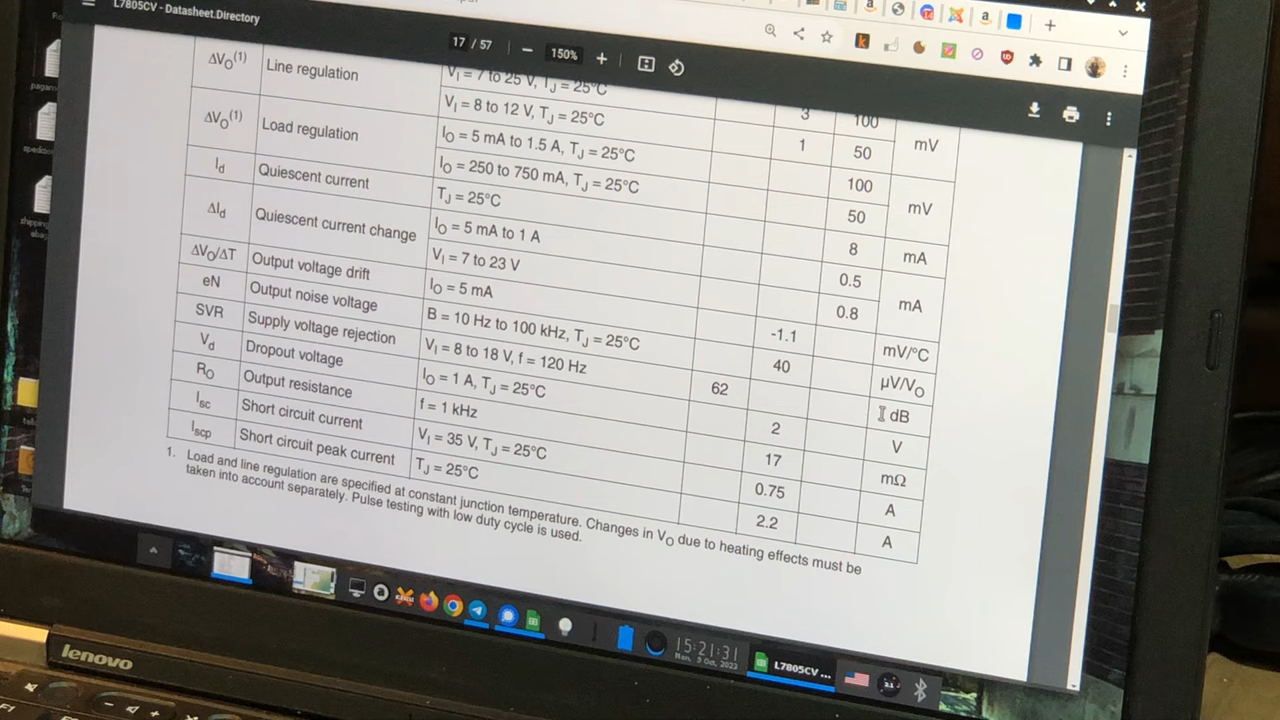 L7805CV - Datasheet.Directory
17 / 57 − 150% +
ΔVO(1) Line regulation VI = 7 to 25 V, TJ = 25°C 3 100 mV
VI = 8 to 12 V, TJ = 25°C 1 50
ΔVO(1) Load regulation IO = 5 mA to 1.5 A, TJ = 25°C 100 mV
IO = 250 to 750 mA, TJ = 25°C 50
Id Quiescent current TJ = 25°C 8 mA
ΔId Quiescent current change IO = 5 mA to 1 A 0.5 mA
VI = 7 to 23 V 0.8
ΔVO/ΔT Output voltage drift IO = 5 mA -1.1 mV/°C
eN Output noise voltage B = 10 Hz to 100 kHz, TJ = 25°C 40 µV/VO
SVR Supply voltage rejection VI = 8 to 18 V, f = 120 Hz 62 dB
Vd Dropout voltage IO = 1 A, TJ = 25°C 2 V
RO Output resistance f = 1 kHz 17 mΩ
Isc Short circuit current VI = 35 V, TJ = 25°C 0.75 A
Iscp Short circuit peak current TJ = 25°C 2.2 A
1. Load and line regulation are specified at constant junction temperature. Changes in VO due to heating effects must be
taken into account separately. Pulse testing with low duty cycle is used.
15:21:31
Mon, 9 Oct, 2023
L7805CV ...
lenovo
F1